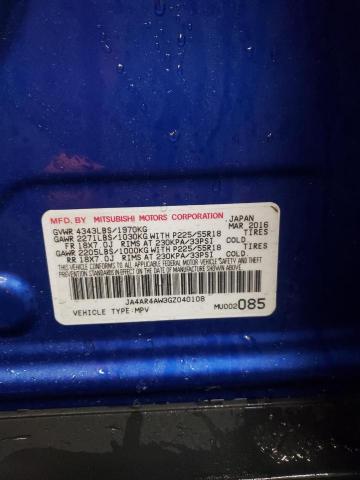 MFD. BY MITSUBISHI MOTORS CORPORATION JAPAN
GVWR 4343LBS/1970KG MAR 2016
GAWR 2271LBS/1030KG WITH P225/55R18 TIRES
FR 18X7.0J RIMS AT 230KPA/33PSI COLD
GAWR 2205LBS/1000KG WITH P225/55R18 TIRES
RR 18X7.0J RIMS AT 230KPA/33PSI COLD
THIS VEHICLE CONFORMS TO ALL APPLICABLE
FEDERAL MOTOR VEHICLE SAFETY AND
THEFT PREVENTION STANDARDS IN EFFECT
ON THE DATE OF MANUFACTURE SHOWN ABOVE.
JA4AR4AW3GZ040108
VEHICLE TYPE:MPV MU002085